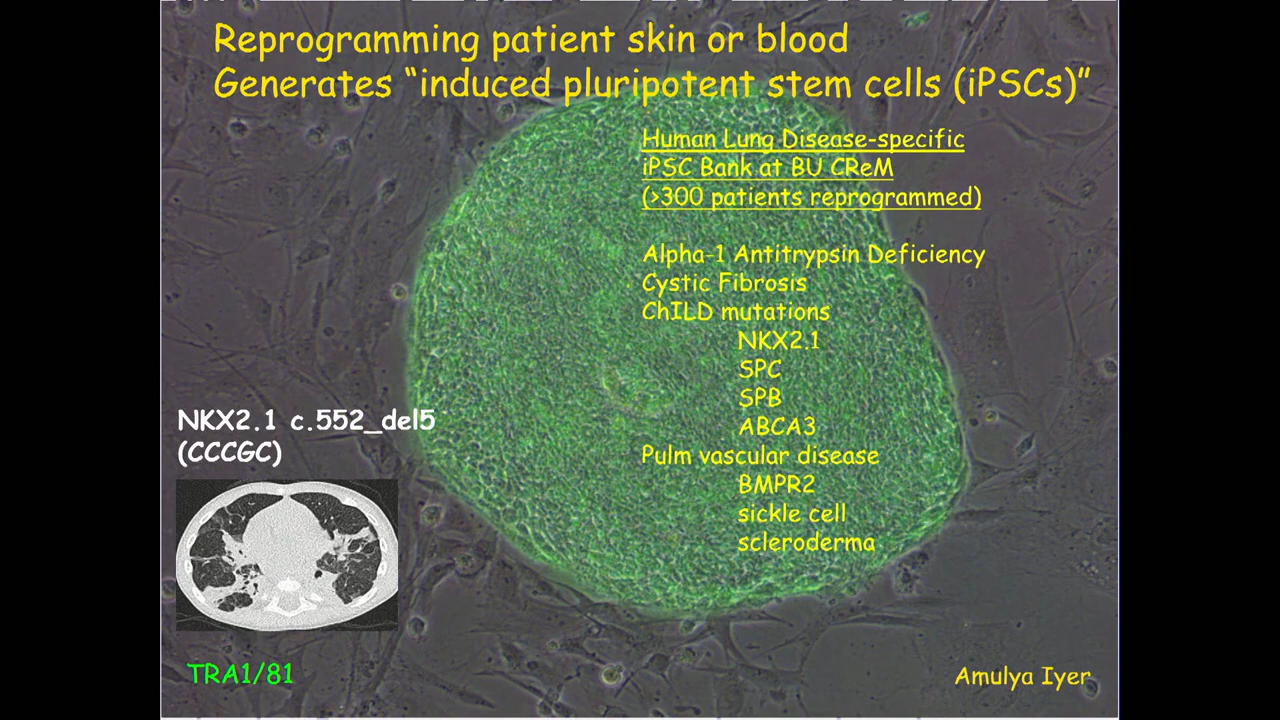 Reprogramming patient skin or blood
Generates “induced pluripotent stem cells (iPSCs)”
Human Lung Disease-specific
iPSC Bank at BU CReM
(>300 patients reprogrammed)
Alpha-1 Antitrypsin Deficiency
Cystic Fibrosis
ChILD mutations
NKX2.1
SPC
SPB
ABCA3
Pulm vascular disease
BMPR2
sickle cell
scleroderma
NKX2.1 c.552_del5
(CCCGC)
TRA1/81
Amulya Iyer